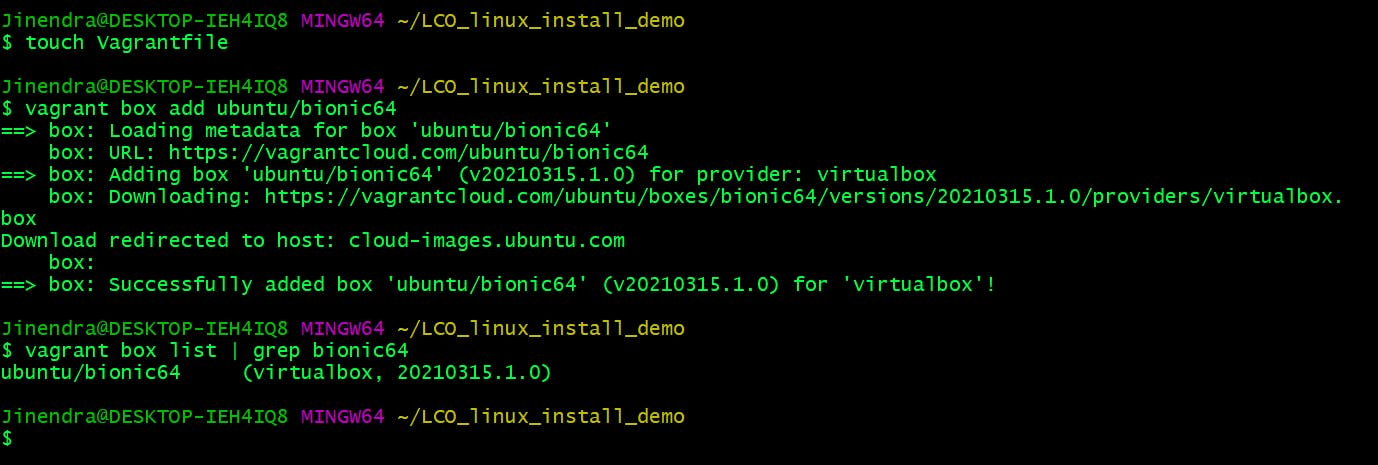 Jinendra@DESKTOP-IEH4IQ8 MINGW64 ~/LCO_linux_install_demo
$ touch Vagrantfile
Jinendra@DESKTOP-IEH4IQ8 MINGW64 ~/LCO_linux_install_demo
$ vagrant box add ubuntu/bionic64
==> box: Loading metadata for box 'ubuntu/bionic64'
    box: URL: https://vagrantcloud.com/ubuntu/bionic64
==> box: Adding box 'ubuntu/bionic64' (v20210315.1.0) for provider: virtualbox
    box: Downloading: https://vagrantcloud.com/ubuntu/boxes/bionic64/versions/20210315.1.0/providers/virtualbox.
box
Download redirected to host: cloud-images.ubuntu.com
    box:
==> box: Successfully added box 'ubuntu/bionic64' (v20210315.1.0) for 'virtualbox'!
Jinendra@DESKTOP-IEH4IQ8 MINGW64 ~/LCO_linux_install_demo
$ vagrant box list | grep bionic64
ubuntu/bionic64     (virtualbox, 20210315.1.0)
Jinendra@DESKTOP-IEH4IQ8 MINGW64 ~/LCO_linux_install_demo
$